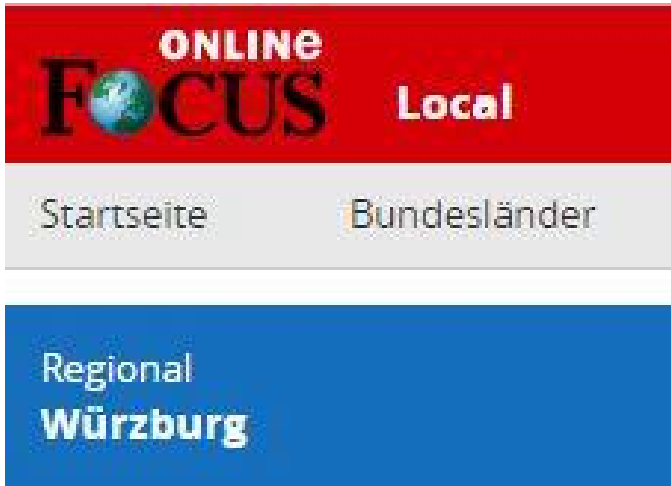 ONLINE
FOCUS Local
Startseite Bundesländer
Regional
Würzburg